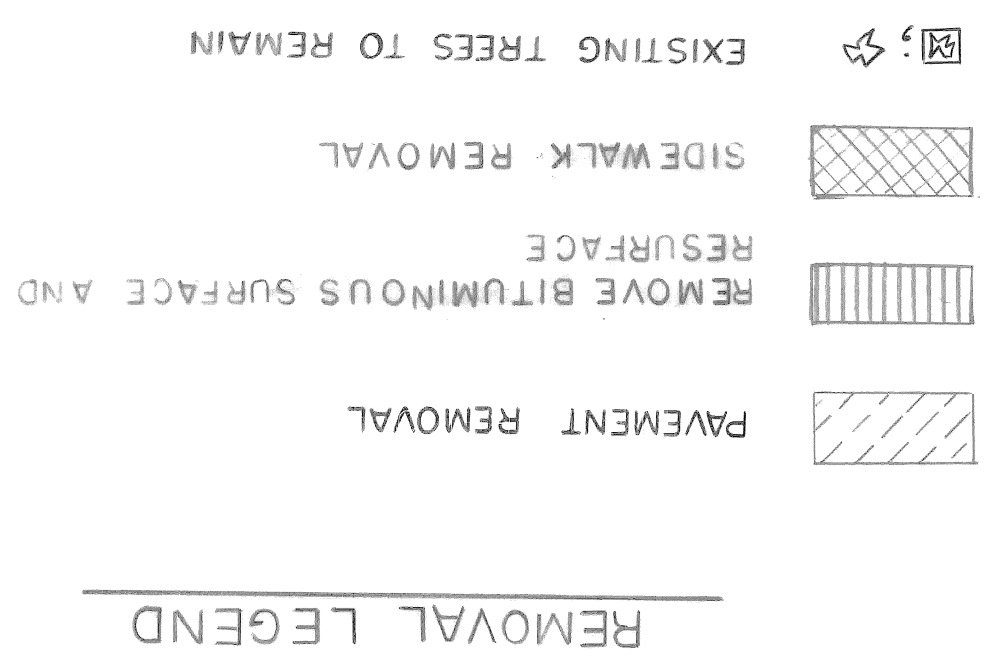 REMOVAL LEGEND
PAVEMENT REMOVAL
REMOVE BITUMINOUS SURFACE AND
RESURFACE
SIDEWALK REMOVAL
; EXISTING TREES TO REMAIN